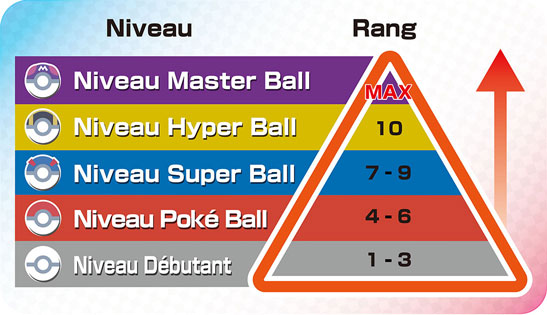 Niveau Rang
Niveau Master Ball MAX
Niveau Hyper Ball 10
Niveau Super Ball 7 - 9
Niveau Poké Ball 4 - 6
Niveau Débutant 1 - 3